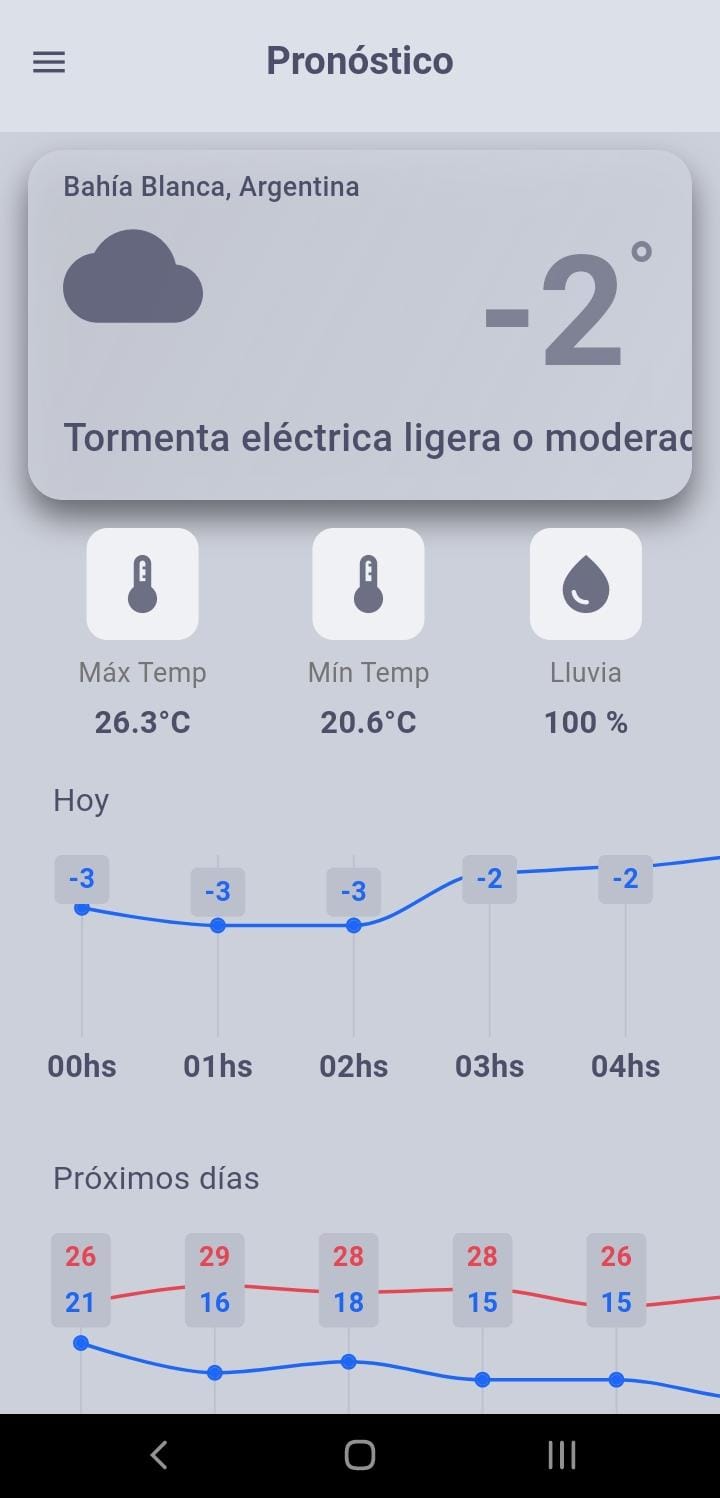 Pronóstico
Bahía Blanca, Argentina
-2°
Tormenta eléctrica ligera o moderad
Máx Temp Mín Temp Lluvia
26.3°C 20.6°C 100 %
Hoy
-3 -3 -3 -2 -2
00hs 01hs 02hs 03hs 04hs
Próximos días
26 29 28 28 26
21 16 18 15 15